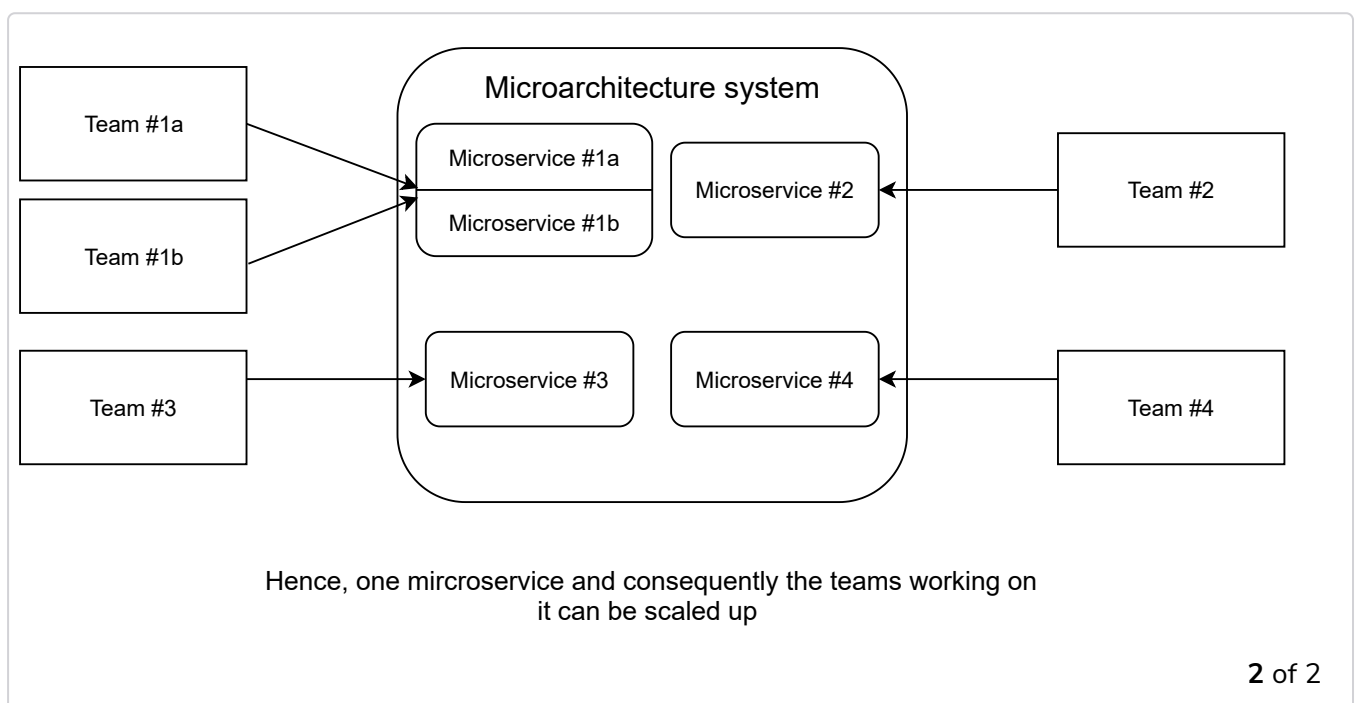 Microarchitecture system
Team #1a
Microservice #1a
Microservice #1b
Microservice #2
Team #2
Team #1b
Team #3
Microservice #3
Microservice #4
Team #4
Hence, one mircroservice and consequently the teams working on
it can be scaled up
2 of 2